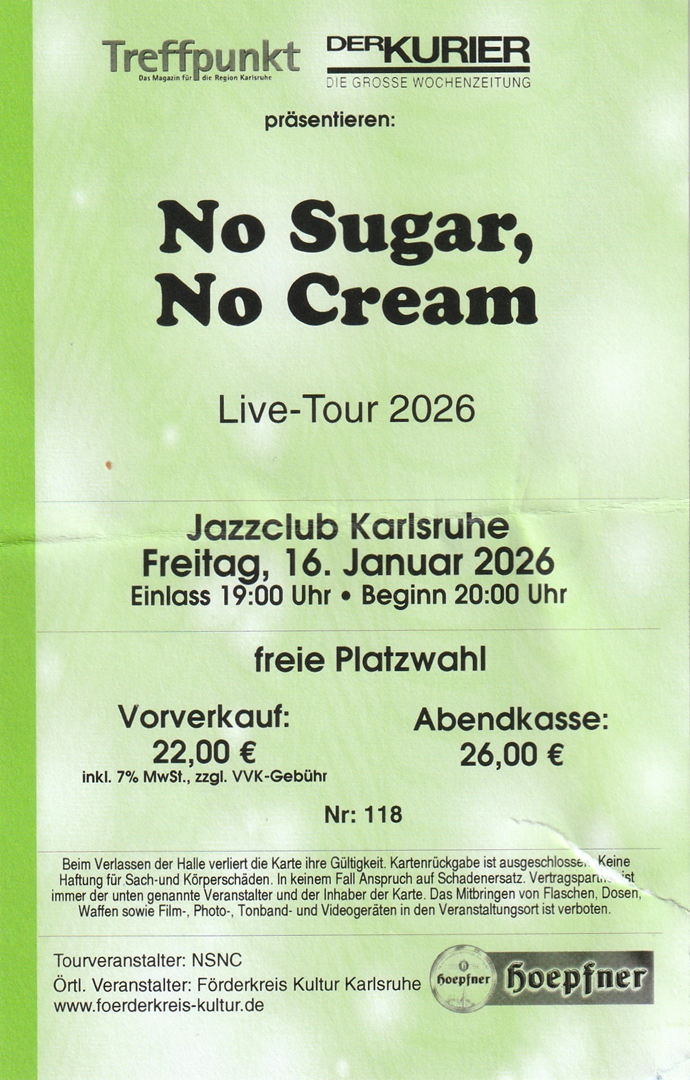 Treffpunkt
Das Magazin für die Region Karlsruhe
DERKURIER
DIE GROSSE WOCHENZEITUNG
präsentieren:
No Sugar,
No Cream
Live-Tour 2026
Jazzclub Karlsruhe
Freitag, 16. Januar 2026
Einlass 19:00 Uhr • Beginn 20:00 Uhr
freie Platzwahl
Vorverkauf:
22,00 €
inkl. 7% MwSt., zzgl. VVK-Gebühr
Abendkasse:
26,00 €
Nr: 118
Beim Verlassen der Halle verliert die Karte ihre Gültigkeit. Kartenrückgabe ist ausgeschlossen. Keine
Haftung für Sach-und Körperschäden. In keinem Fall Anspruch auf Schadenersatz. Vertragspartner ist
immer der unten genannte Veranstalter und der Inhaber der Karte. Das Mitbringen von Flaschen, Dosen,
Waffen sowie Film-, Photo-, Tonband- und Videogeräten in den Veranstaltungsort ist verboten.
Tourveranstalter: NSNC
Örtl. Veranstalter: Förderkreis Kultur Karlsruhe
www.foerderkreis-kultur.de
Hoepfner
Hoepfner